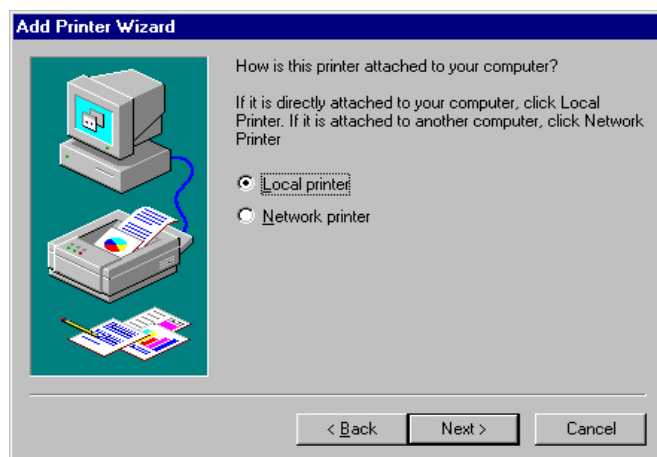 Add Printer Wizard
How is this printer attached to your computer?
If it is directly attached to your computer, click Local
Printer. If it is attached to another computer, click Network
Printer
Local printer
Network printer
< Back
Next >
Cancel